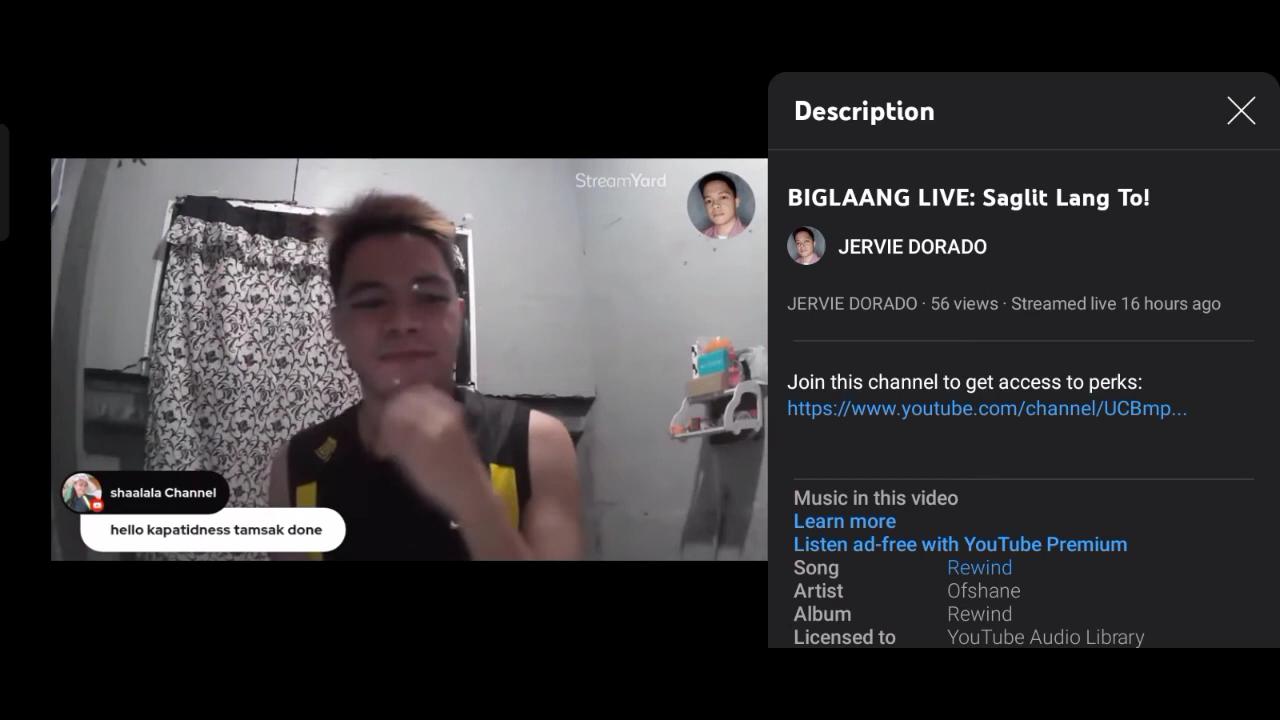 StreamYard
shaalala Channel
hello kapatidness tamsak done
Description
BIGLAANG LIVE: Saglit Lang To!
JERVIE DORADO
JERVIE DORADO · 56 views · Streamed live 16 hours ago
Join this channel to get access to perks:
https://www.youtube.com/channel/UCBmp...
Music in this video
Learn more
Listen ad-free with YouTube Premium
Song Rewind
Artist Ofshane
Album Rewind
Licensed to YouTube Audio Library